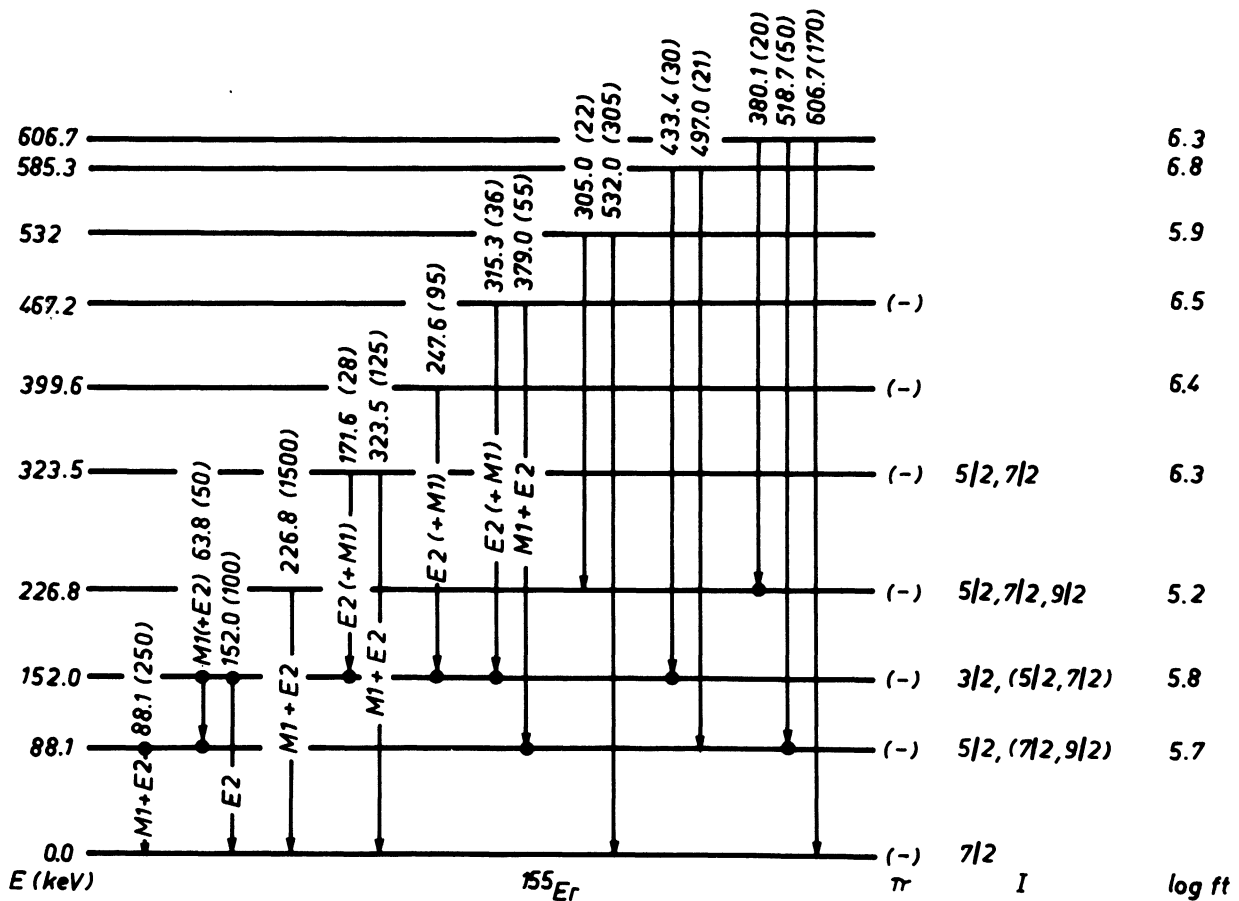 380.1 (20)
518.7 (50)
606.7 (170)
433.4 (30)
497.0 (21)
305.0 (22)
532.0 (305)
315.3 (36)
379.0 (55)
247.6 (95)
171.6 (28)
323.5 (125)
226.8 (1500)
63.8 (50)
152.0 (100)
88.1 (250)
606.7 6.3
585.3 6.8
532 5.9
467.2 (-) 6.5
399.6 (-) 6.4
323.5 (-) 5/2, 7/2 6.3
226.8 (-) 5/2, 7/2, 9/2 5.2
152.0 (-) 3/2, (5/2, 7/2) 5.8
88.1 (-) 5/2, (7/2, 9/2) 5.7
0.0 (-) 7/2
M1+E2
M1(+E2)
E2
M1+E2
E2(+M1)
M1+E2
E2(+M1)
E2(+M1)
M1+E2
E (keV) 155Er π I log ft